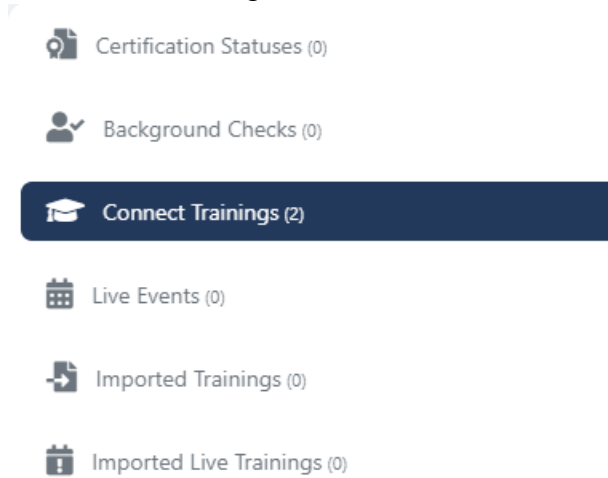 Certification Statuses (0)
Background Checks (0)
Connect Trainings (2)
Live Events (0)
Imported Trainings (0)
Imported Live Trainings (0)